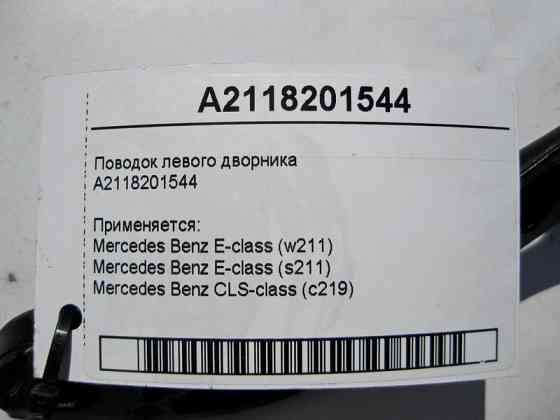 A2118201544
Поводок левого дворника
A2118201544
Применяется:
Mercedes Benz E-class (w211)
Mercedes Benz E-class (s211)
Mercedes Benz CLS-class (c219)